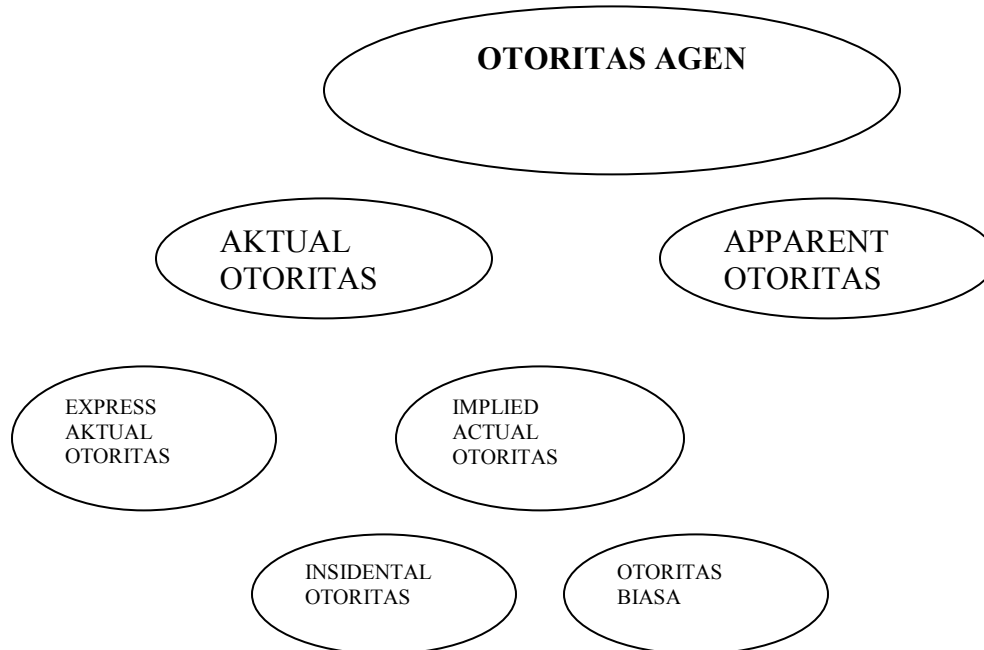 OTORITAS AGEN
AKTUAL
OTORITAS
APPARENT
OTORITAS
EXPRESS
AKTUAL
OTORITAS
IMPLIED
ACTUAL
OTORITAS
INSIDENTAL
OTORITAS
OTORITAS
BIASA